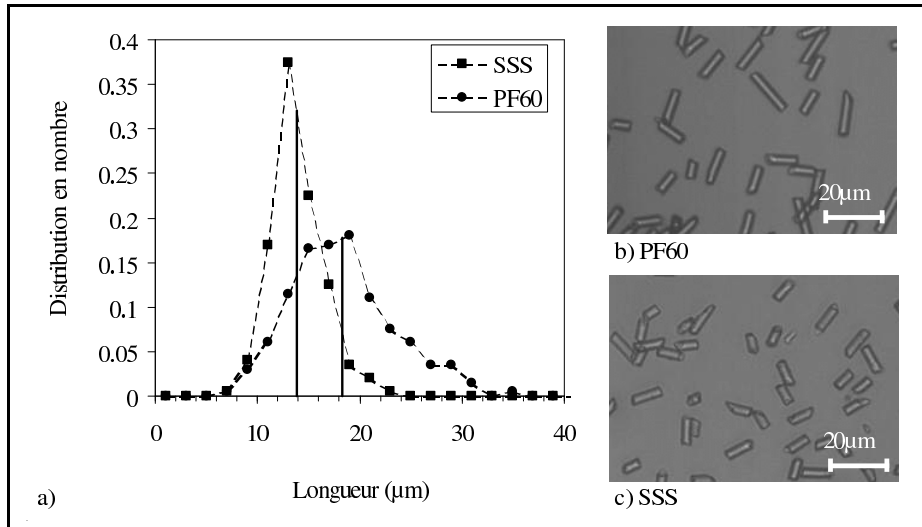 0.4
0.35
0.3
0.25
0.2
0.15
0.1
0.05
0
Distribution en nombre
SSS
PF60
0
10
20
30
40
Longueur (µm)
a)
20µm
b) PF60
20µm
c) SSS